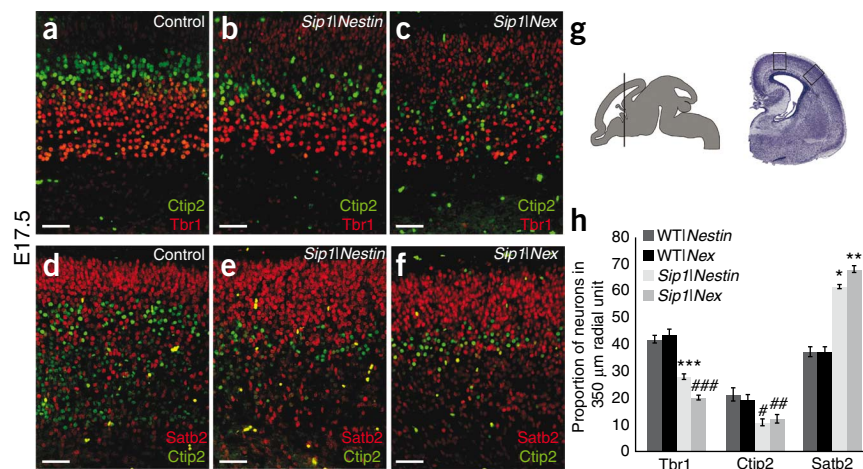 a
Control
Ctip2
Tbr1
b
Sip1|Nestin
Ctip2
Tbr1
c
Sip1|Nex
Ctip2
Tbr1
E17.5
d
Control
Satb2
Ctip2
e
Sip1|Nestin
Satb2
Ctip2
f
Sip1|Nex
Satb2
Ctip2
g
h
WT|Nestin
WT|Nex
Sip1|Nestin
Sip1|Nex
Proportion of neurons in
350 μm radial unit
80
70
60
50
40
30
20
10
0
***
###
#
##
*
**
Tbr1
Ctip2
Satb2